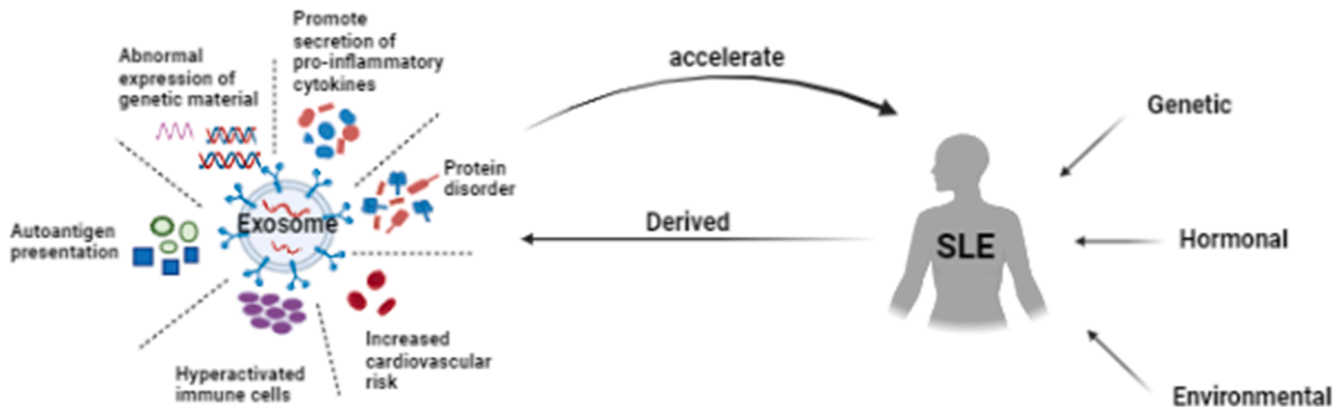 Promote
secretion of
pro-inflammatory
cytokines
Abnormal
expression of
genetic material
Protein
disorder
Exosome
Autoantigen
presentation
Increased
cardiovascular
risk
Hyperactivated
immune cells
accelerate
Derived
SLE
Genetic
Hormonal
Environmental